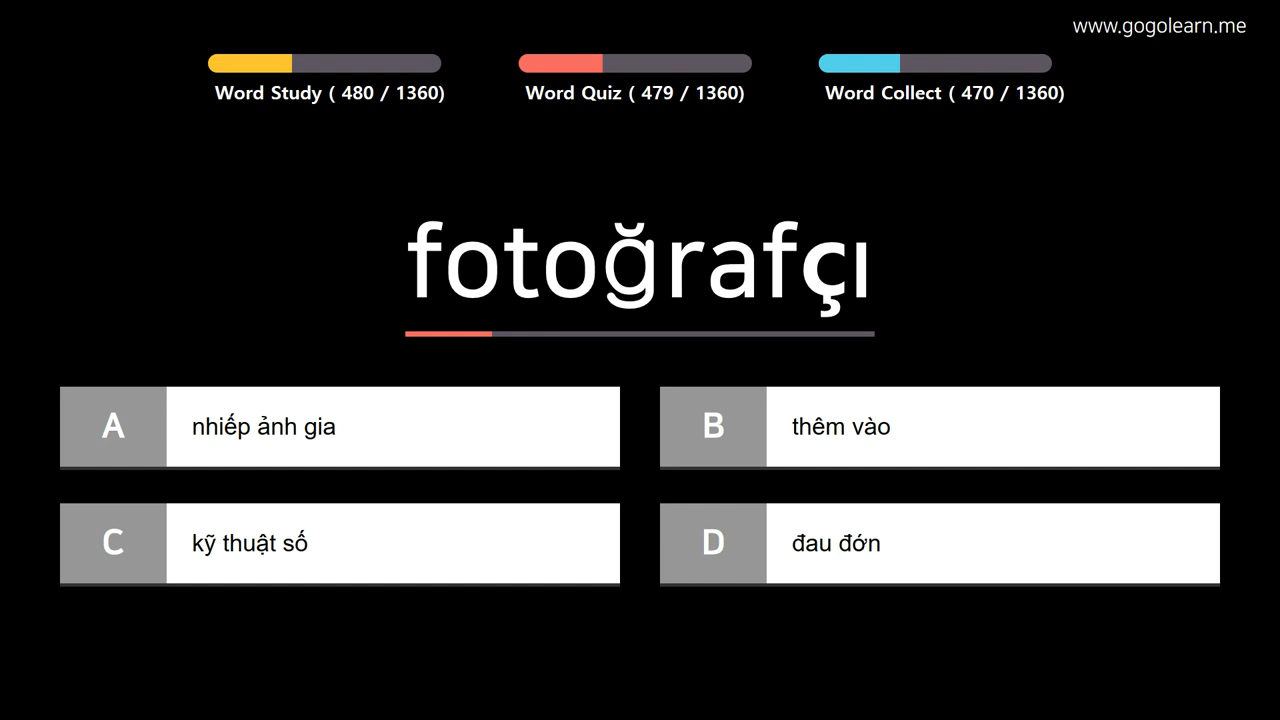 www.gogolearn.me
Word Study ( 480 / 1360)
Word Quiz ( 479 / 1360)
Word Collect ( 470 / 1360)
fotoğrafçı
A nhiếp ảnh gia
B thêm vào
C kỹ thuật số
D đau đớn